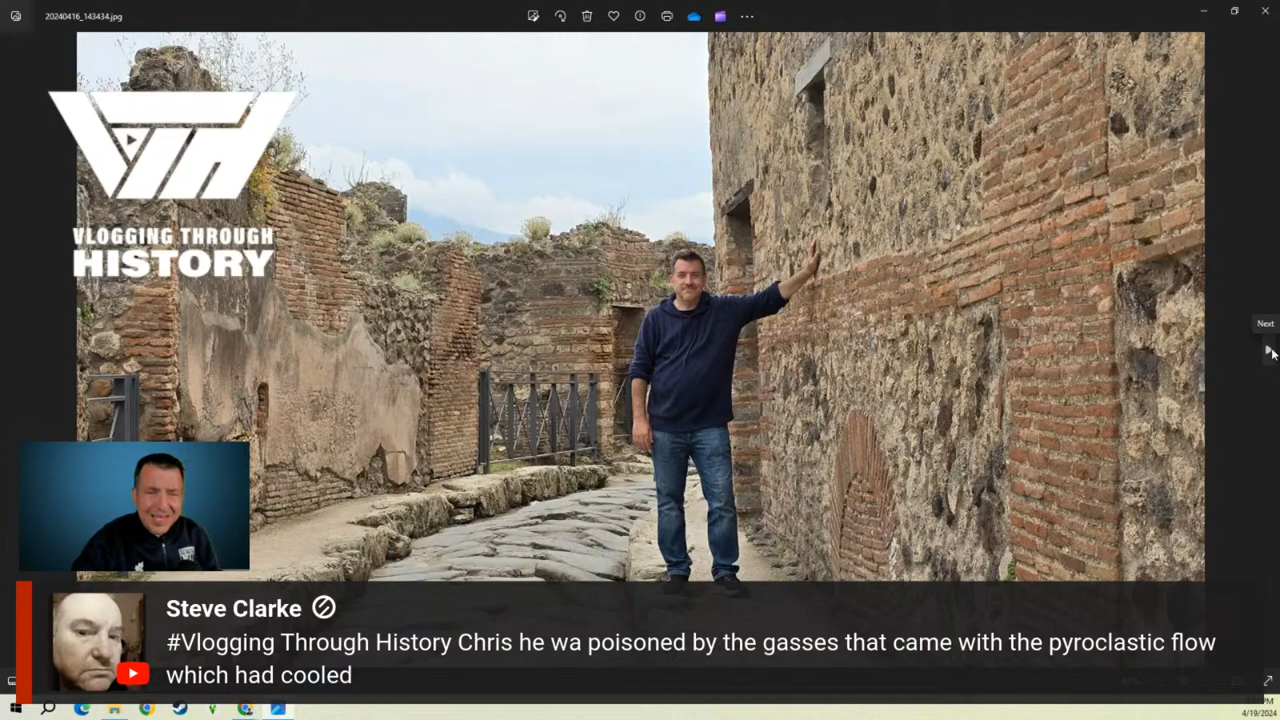 20240416_143434.jpg
VTH
VLOGGING THROUGH
HISTORY
Next
Steve Clarke
#Vlogging Through History Chris he wa poisoned by the gasses that came with the pyroclastic flow
which had cooled
4/19/2024